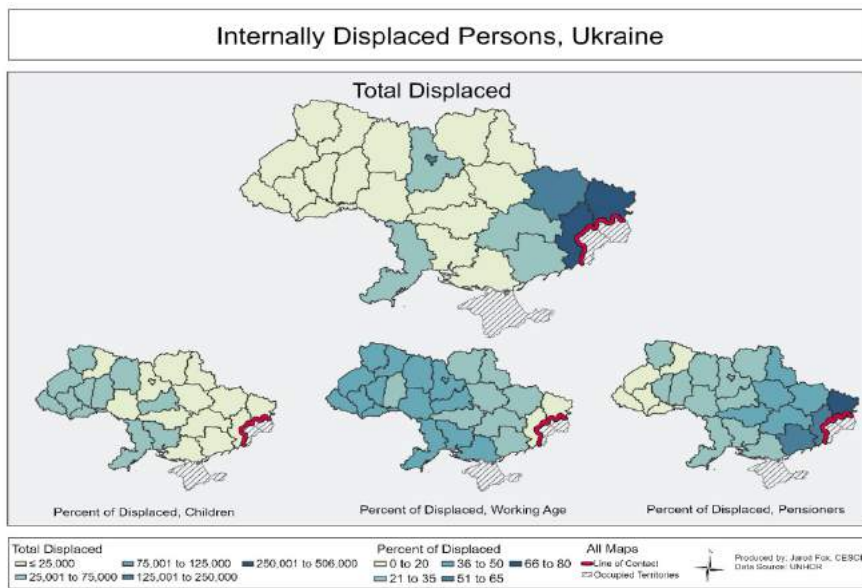 Internally Displaced Persons, Ukraine
Total Displaced
Percent of Displaced, Children
Percent of Displaced, Working Age
Percent of Displaced, Pensioners
Total Displaced
≤ 25,000
25,001 to 75,000
75,001 to 125,000
125,001 to 250,000
250,001 to 506,000
Percent of Displaced
0 to 20
21 to 35
36 to 50
51 to 65
66 to 80
All Maps
Line of Contact
Occupied Territories
Produced by: Jarod Fox, CESCI
Data Source: UNHCR